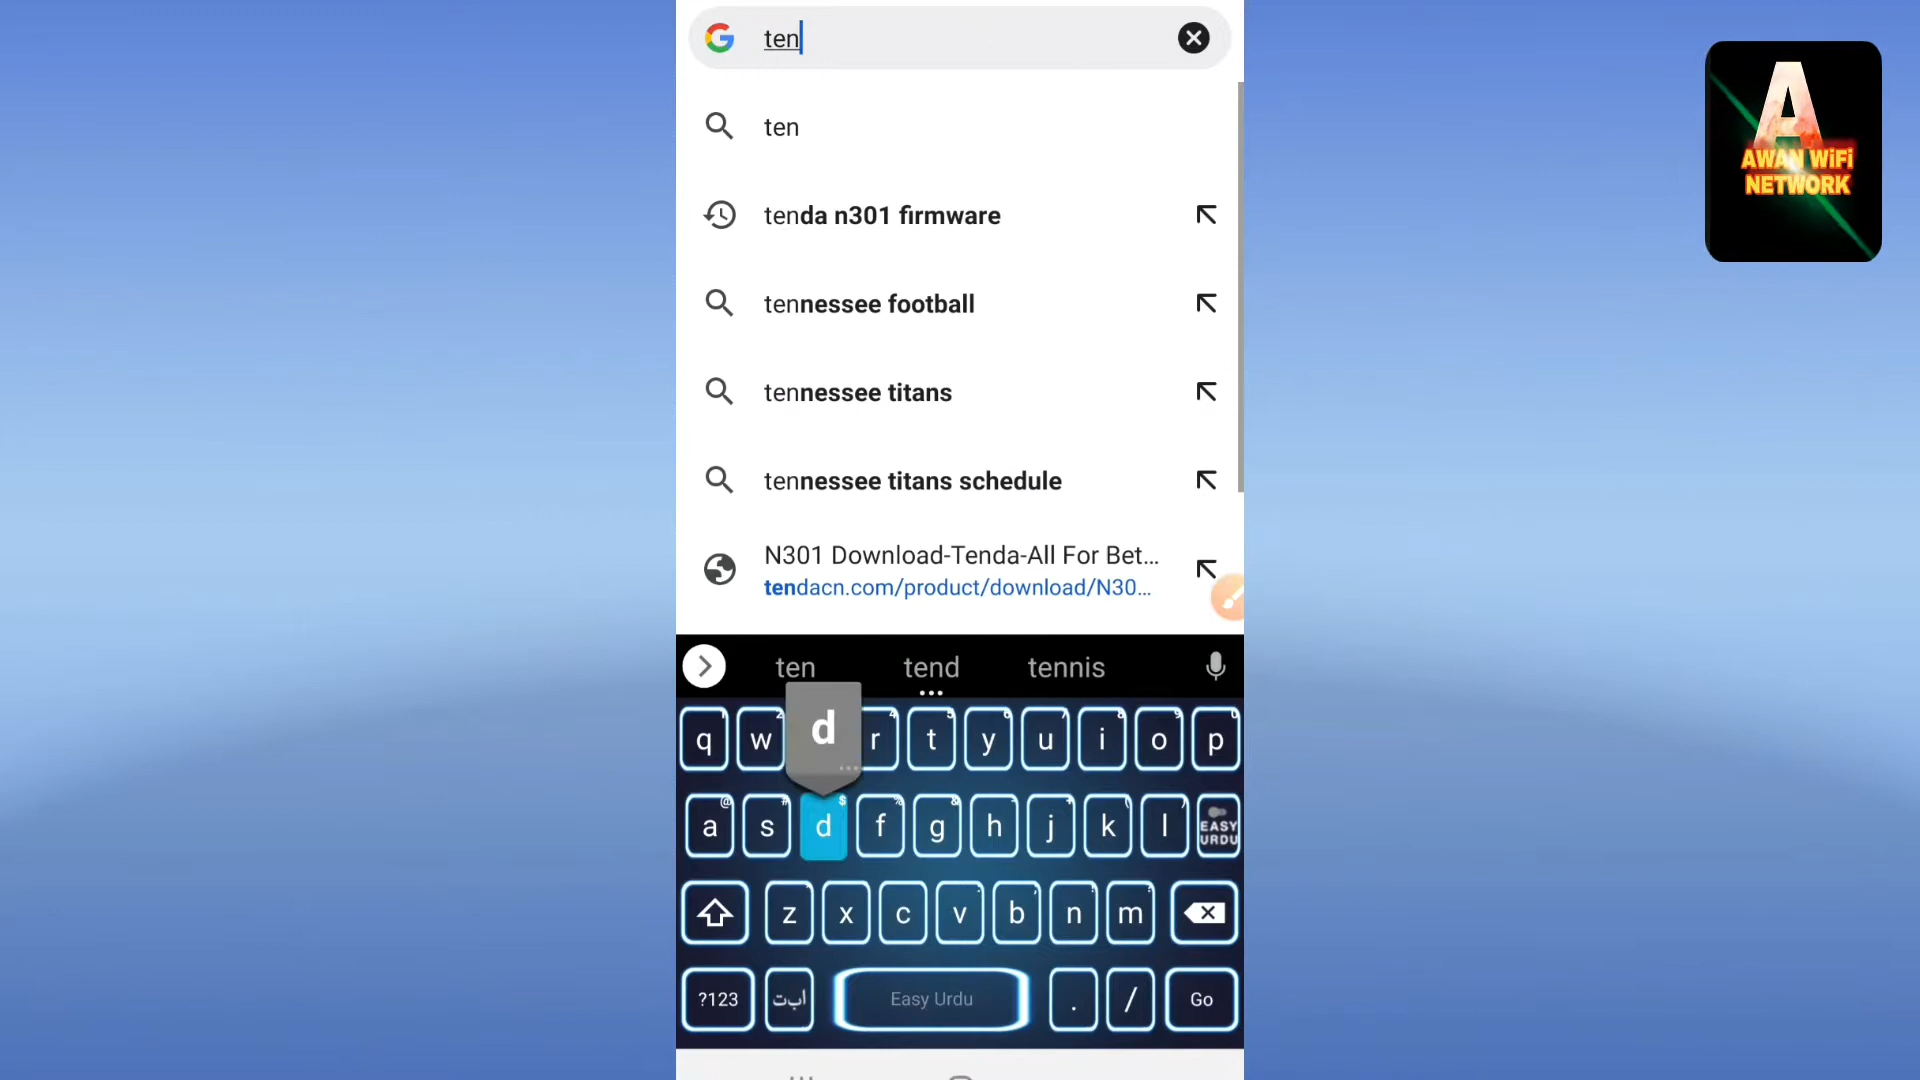 ten
ten
tenda n301 firmware
tennessee football
tennessee titans
tennessee titans schedule
N301 Download-Tenda-All For Bet...
tendacn.com/product/download/N30...
ten tend tennis
d
q w r t y u i o p
a s d f g h j k l EASY URDU
z x c v b n m
?123 ابت Easy Urdu . / Go
A
AWAN WiFi
NETWORK